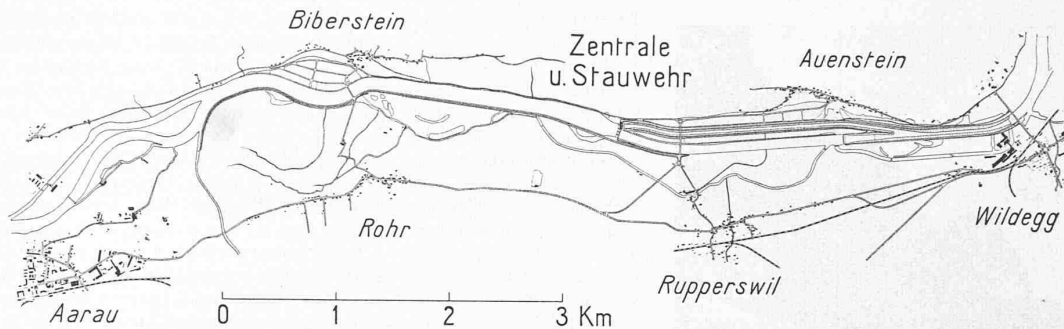 Biberstein
Zentrale
u. Stauwehr
Auenstein
Rohr
Wildegg
Rupperswil
Aarau
0 1 2 3 Km